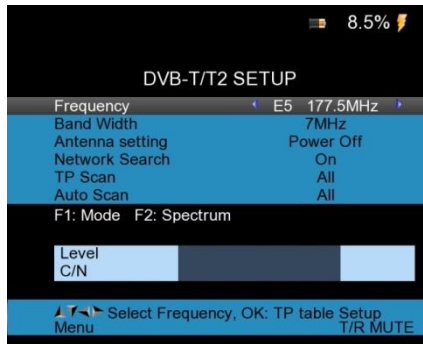 8.5%
DVB-T/T2 SETUP
Frequency E5 177.5MHz
Band Width 7MHz
Antenna setting Power Off
Network Search On
TP Scan All
Auto Scan All
F1: Mode F2: Spectrum
Level
C/N
Select Frequency, OK: TP table Setup
Menu T/R MUTE